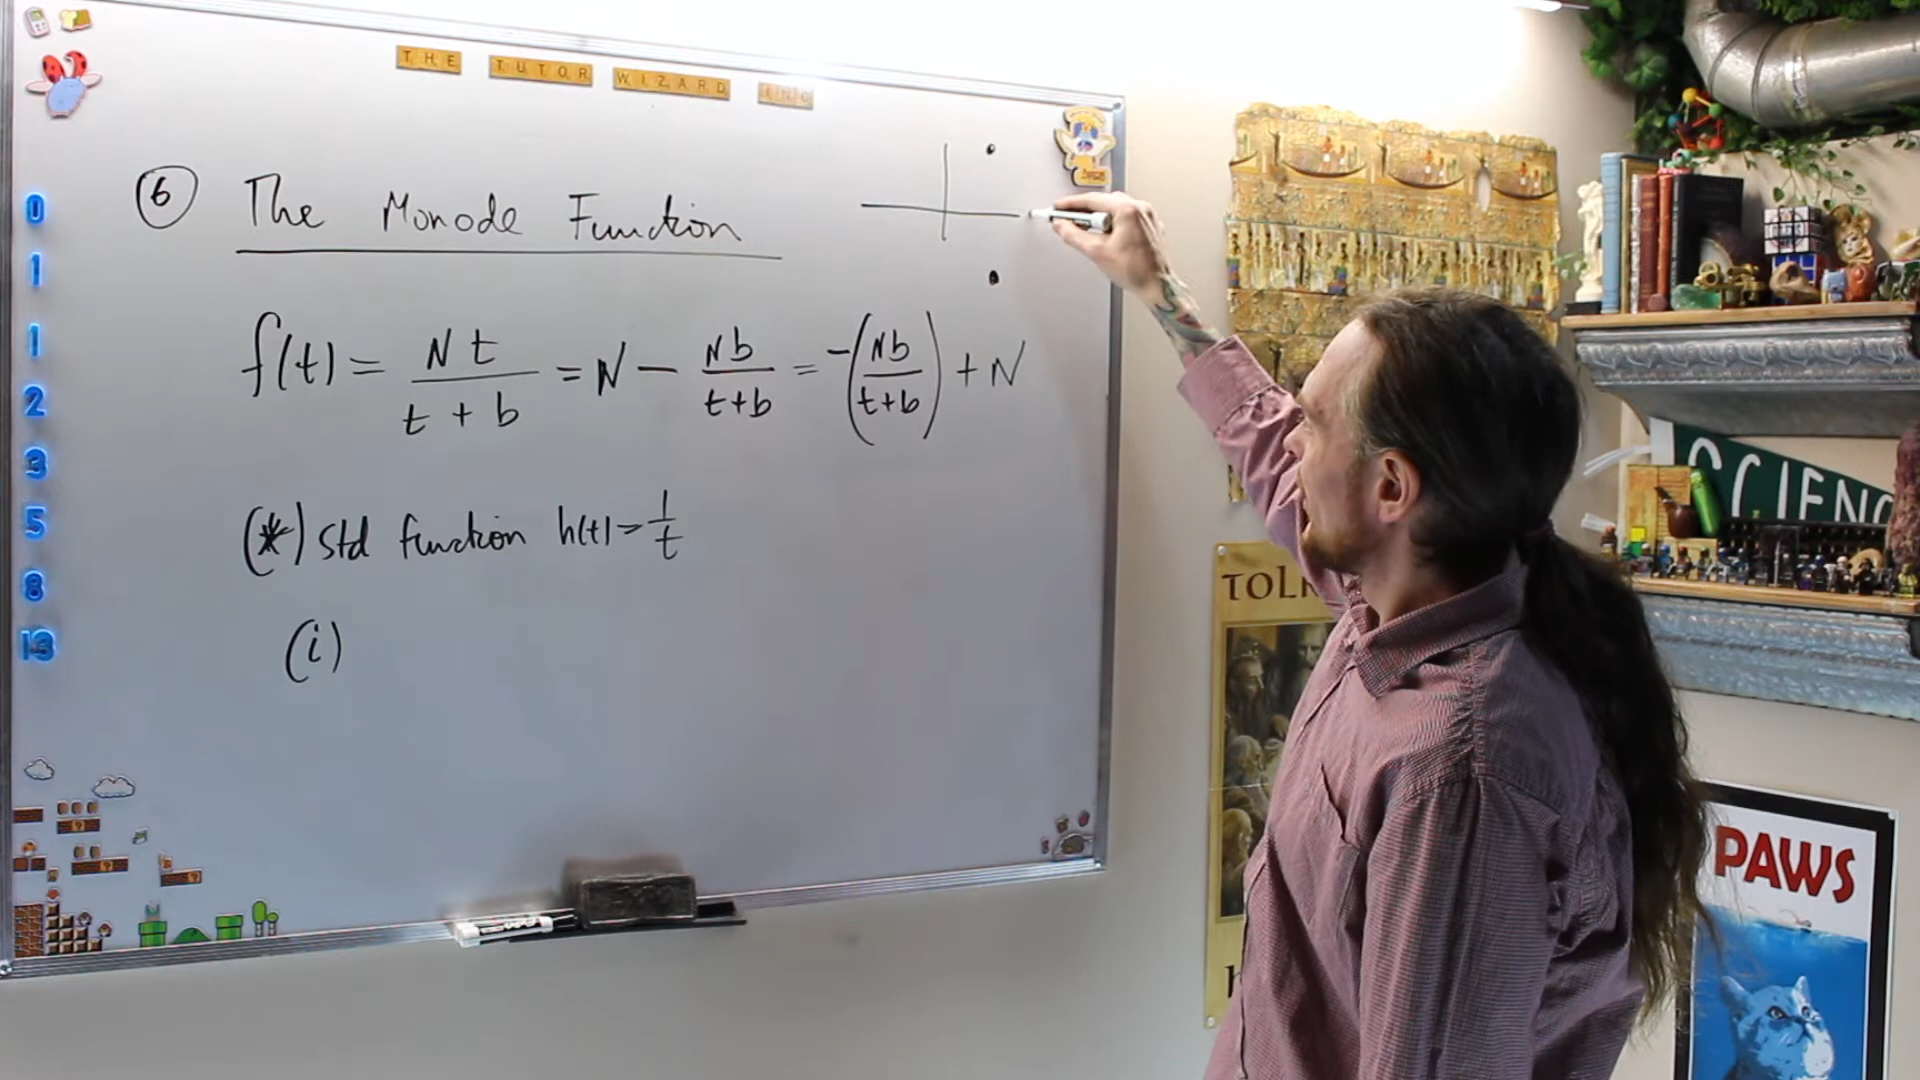 THE TUTOR WIZARD INC
⑥ The Monode Function
f(t) = Nt/(t+b) = N - Nb/(t+b) = -(Nb/(t+b)) + N
(*) std function h(t) = 1/t
(i)
0
1
1
2
3
5
8
13
SCIENC
TOLK
PAWS